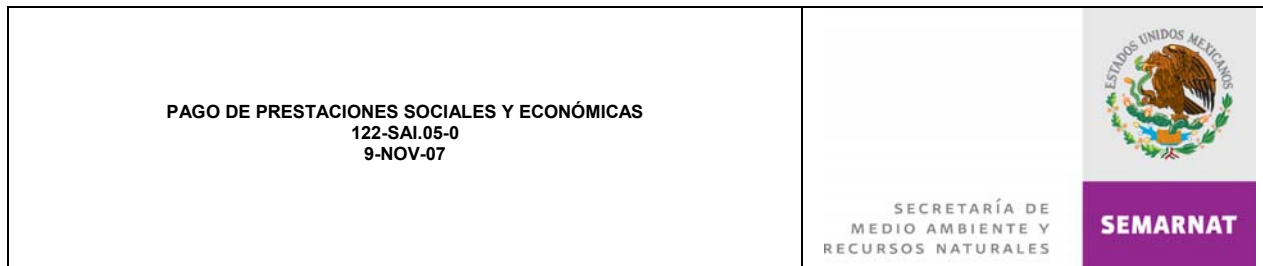 PAGO DE PRESTACIONES SOCIALES Y ECONÓMICAS
122-SAI.05-0
9-NOV-07
ESTADOS UNIDOS MEXICANOS
SECRETARÍA DE
MEDIO AMBIENTE Y
RECURSOS NATURALES
SEMARNAT